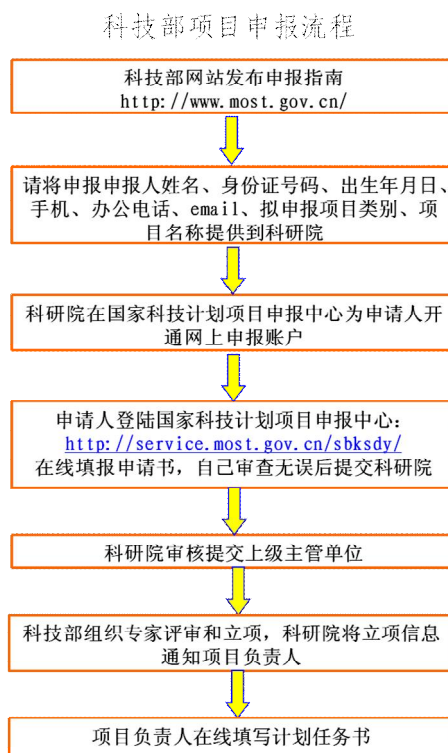 科技部项目申报流程
科技部网站发布申报指南
http://www.most.gov.cn/
请将申报申报人姓名、身份证号码、出生年月日、
手机、办公电话、email、拟申报项目类别、项
目名称提供到科研院
科研院在国家科技计划项目申报中心为申请人开
通网上申报账户
申请人登陆国家科技计划项目申报中心：
http://service.most.gov.cn/sbksdy/
在线填报申请书，自己审查无误后提交科研院
科研院审核提交上级主管单位
科技部组织专家评审和立项，科研院将立项信息
通知项目负责人
项目负责人在线填写计划任务书